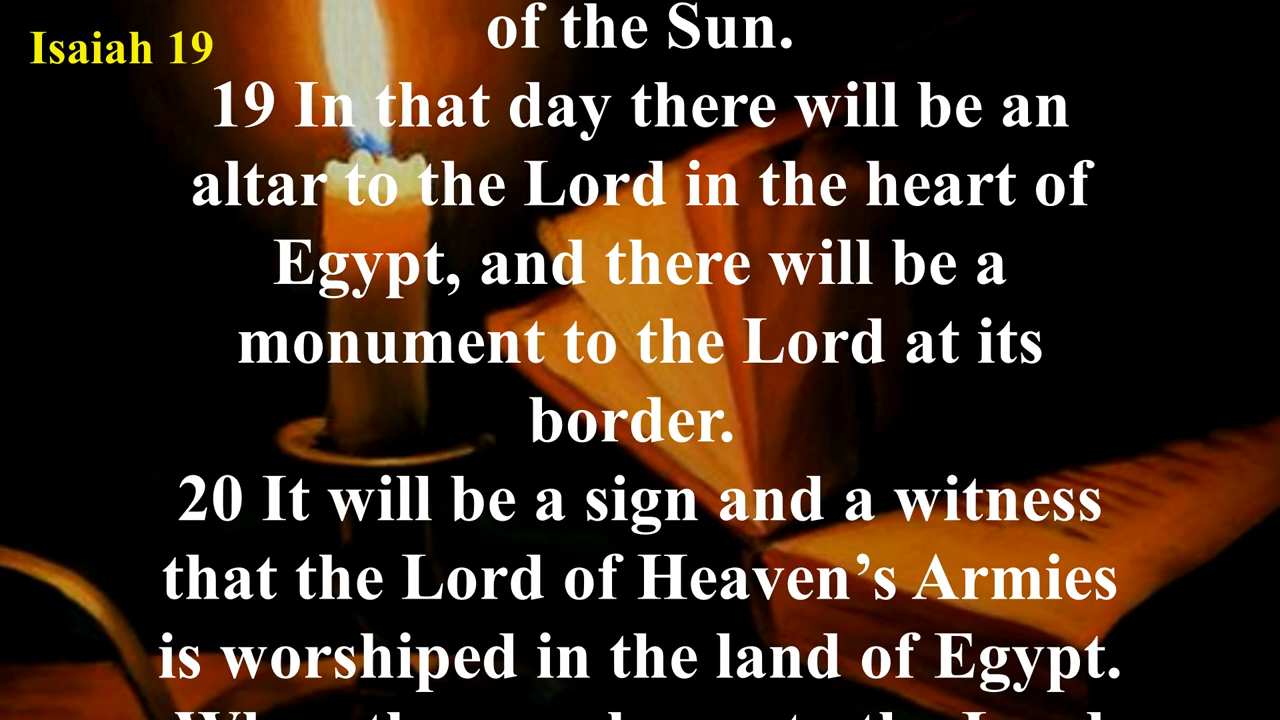 Isaiah 19
of the Sun.
19 In that day there will be an
altar to the Lord in the heart of
Egypt, and there will be a
monument to the Lord at its
border.
20 It will be a sign and a witness
that the Lord of Heaven’s Armies
is worshiped in the land of Egypt.